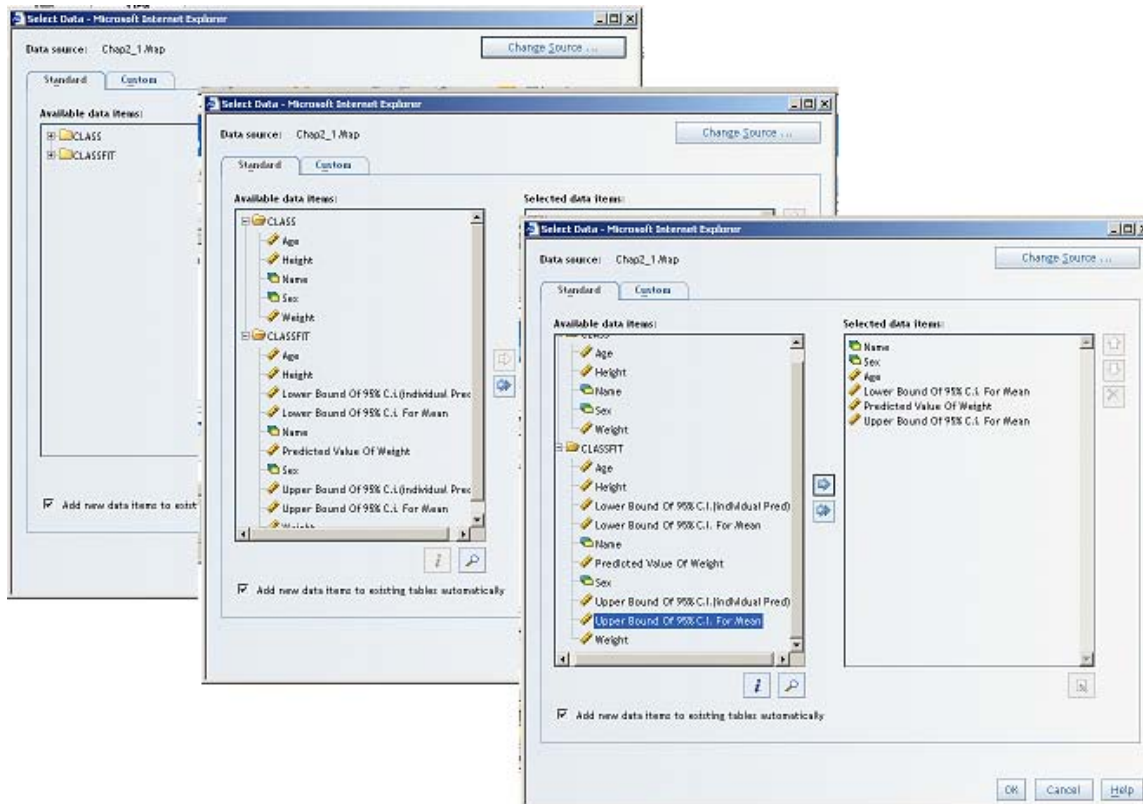 Select Data - Microsoft Internet Explorer
Data source: Chap2_1.Map
Change Source ...
Standard
Custom
Available data items:
CLASS
CLASSFIT
Add new data items to exist
Select Data - Microsoft Internet Explorer
Data source: Chap2_1.Map
Change Source ...
Standard
Custom
Available data items:
Selected data items:
CLASS
Age
Height
Name
Sex
Weight
CLASSFIT
Age
Height
Lower Bound Of 95% C.I.(individual Prec
Lower Bound Of 95% C.I. For Mean
Name
Predicted Value Of Weight
Sex
Upper Bound Of 95% C.I.(individual Prec
Upper Bound Of 95% C.I. For Mean
Weight
i
Add new data items to existing tables automatically
Select Data - Microsoft Internet Explorer
Data source: Chap2_1.Map
Change Source ...
Standard
Custom
Available data items:
Selected data items:
CLASS
Age
Height
Name
Sex
Weight
CLASSFIT
Age
Height
Lower Bound Of 95% C.I.(individual Pred)
Lower Bound Of 95% C.I. For Mean
Name
Predicted Value Of Weight
Sex
Upper Bound Of 95% C.I.(individual Pred)
Upper Bound Of 95% C.I. For Mean
Weight
Name
Sex
Age
Lower Bound Of 95% C.I. For Mean
Predicted Value Of Weight
Upper Bound Of 95% C.I. For Mean
i
Add new data items to existing tables automatically
OK
Cancel
Help